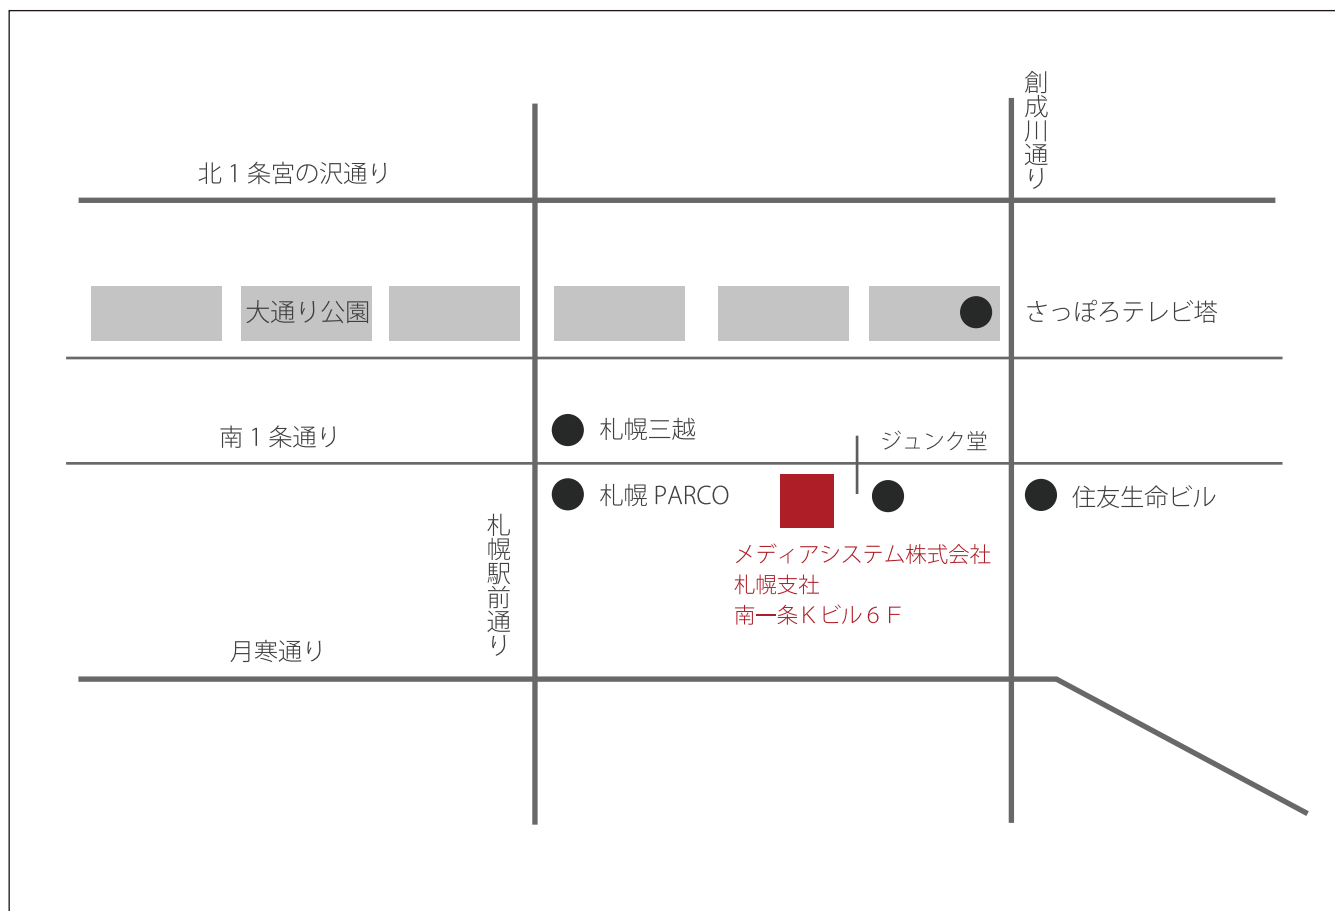 創成川通り
北１条宮の沢通り
大通り公園
さっぽろテレビ塔
札幌三越
南１条通り
ジュンク堂
札幌 PARCO
住友生命ビル
札幌駅前通り
メディアシステム株式会社
札幌支社
南一条Ｋビル６Ｆ
月寒通り